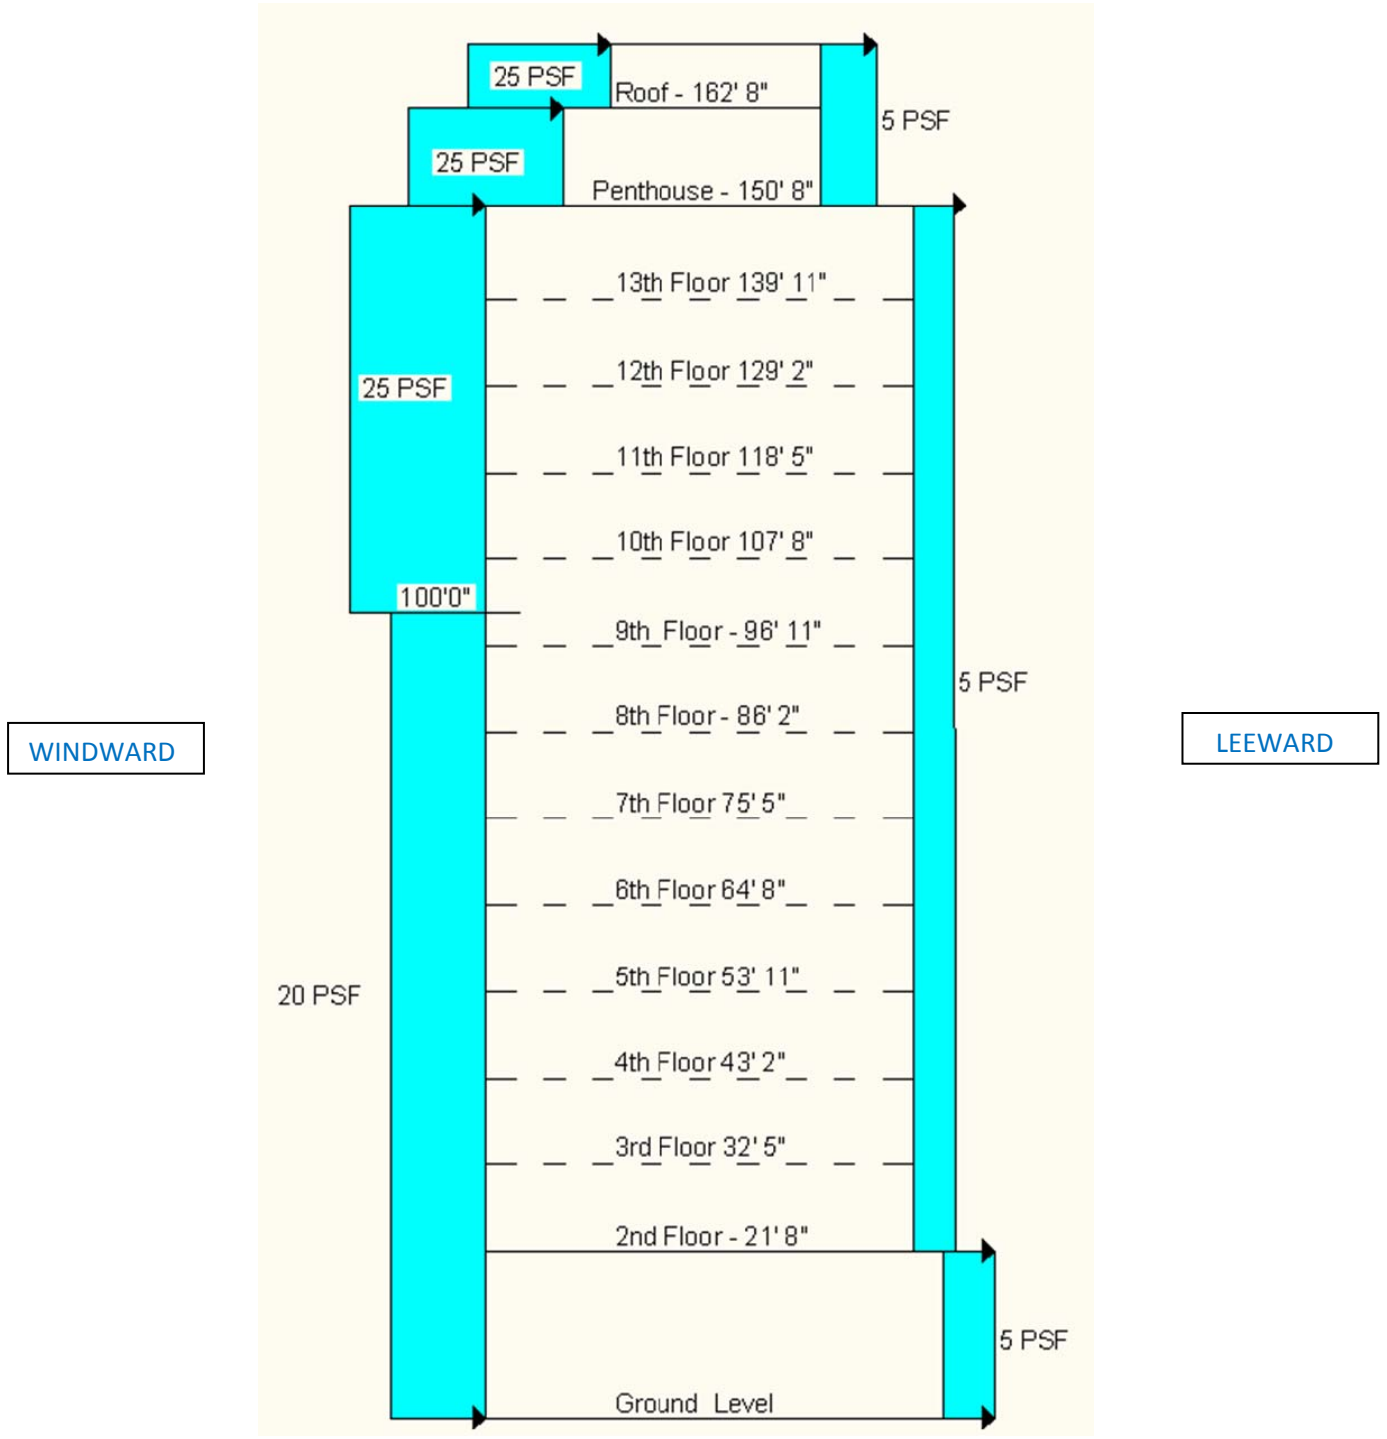 25 PSF
Roof - 162' 8"
5 PSF
25 PSF
Penthouse - 150' 8"
13th Floor 139' 11"
12th Floor 129' 2"
25 PSF
11th Floor 118' 5"
10th Floor 107' 8"
100'0"
9th Floor - 96' 11"
5 PSF
8th Floor - 86' 2"
WINDWARD
LEEWARD
7th Floor 75' 5"
6th Floor 64' 8"
5th Floor 53' 11"
20 PSF
4th Floor 43' 2"
3rd Floor 32' 5"
2nd Floor - 21' 8"
5 PSF
Ground Level